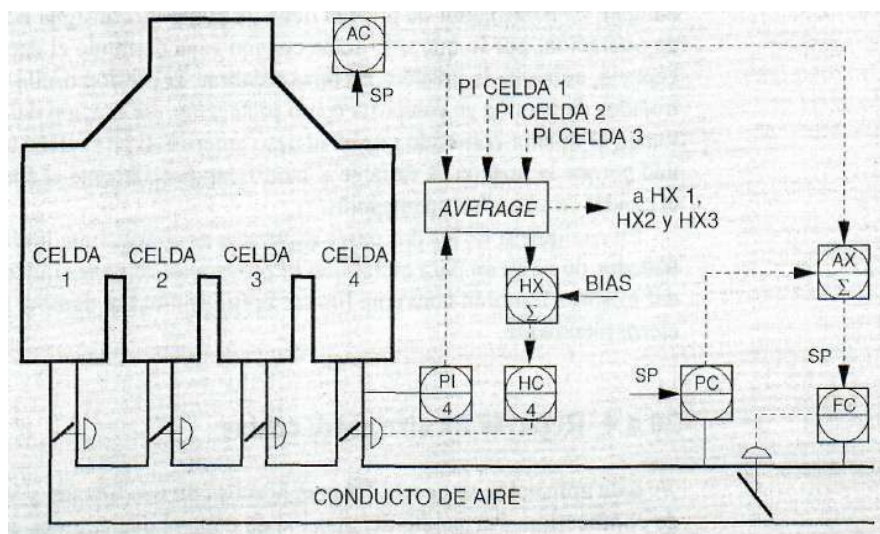 AC
SP
PI CELDA 1
PI CELDA 2
PI CELDA 3
AVERAGE
a HX 1,
HX2 y HX3
CELDA
1
CELDA
2
CELDA
3
CELDA
4
HX
Σ
BIAS
AX
Σ
PI
4
HC
4
SP
PC
SP
FC
CONDUCTO DE AIRE